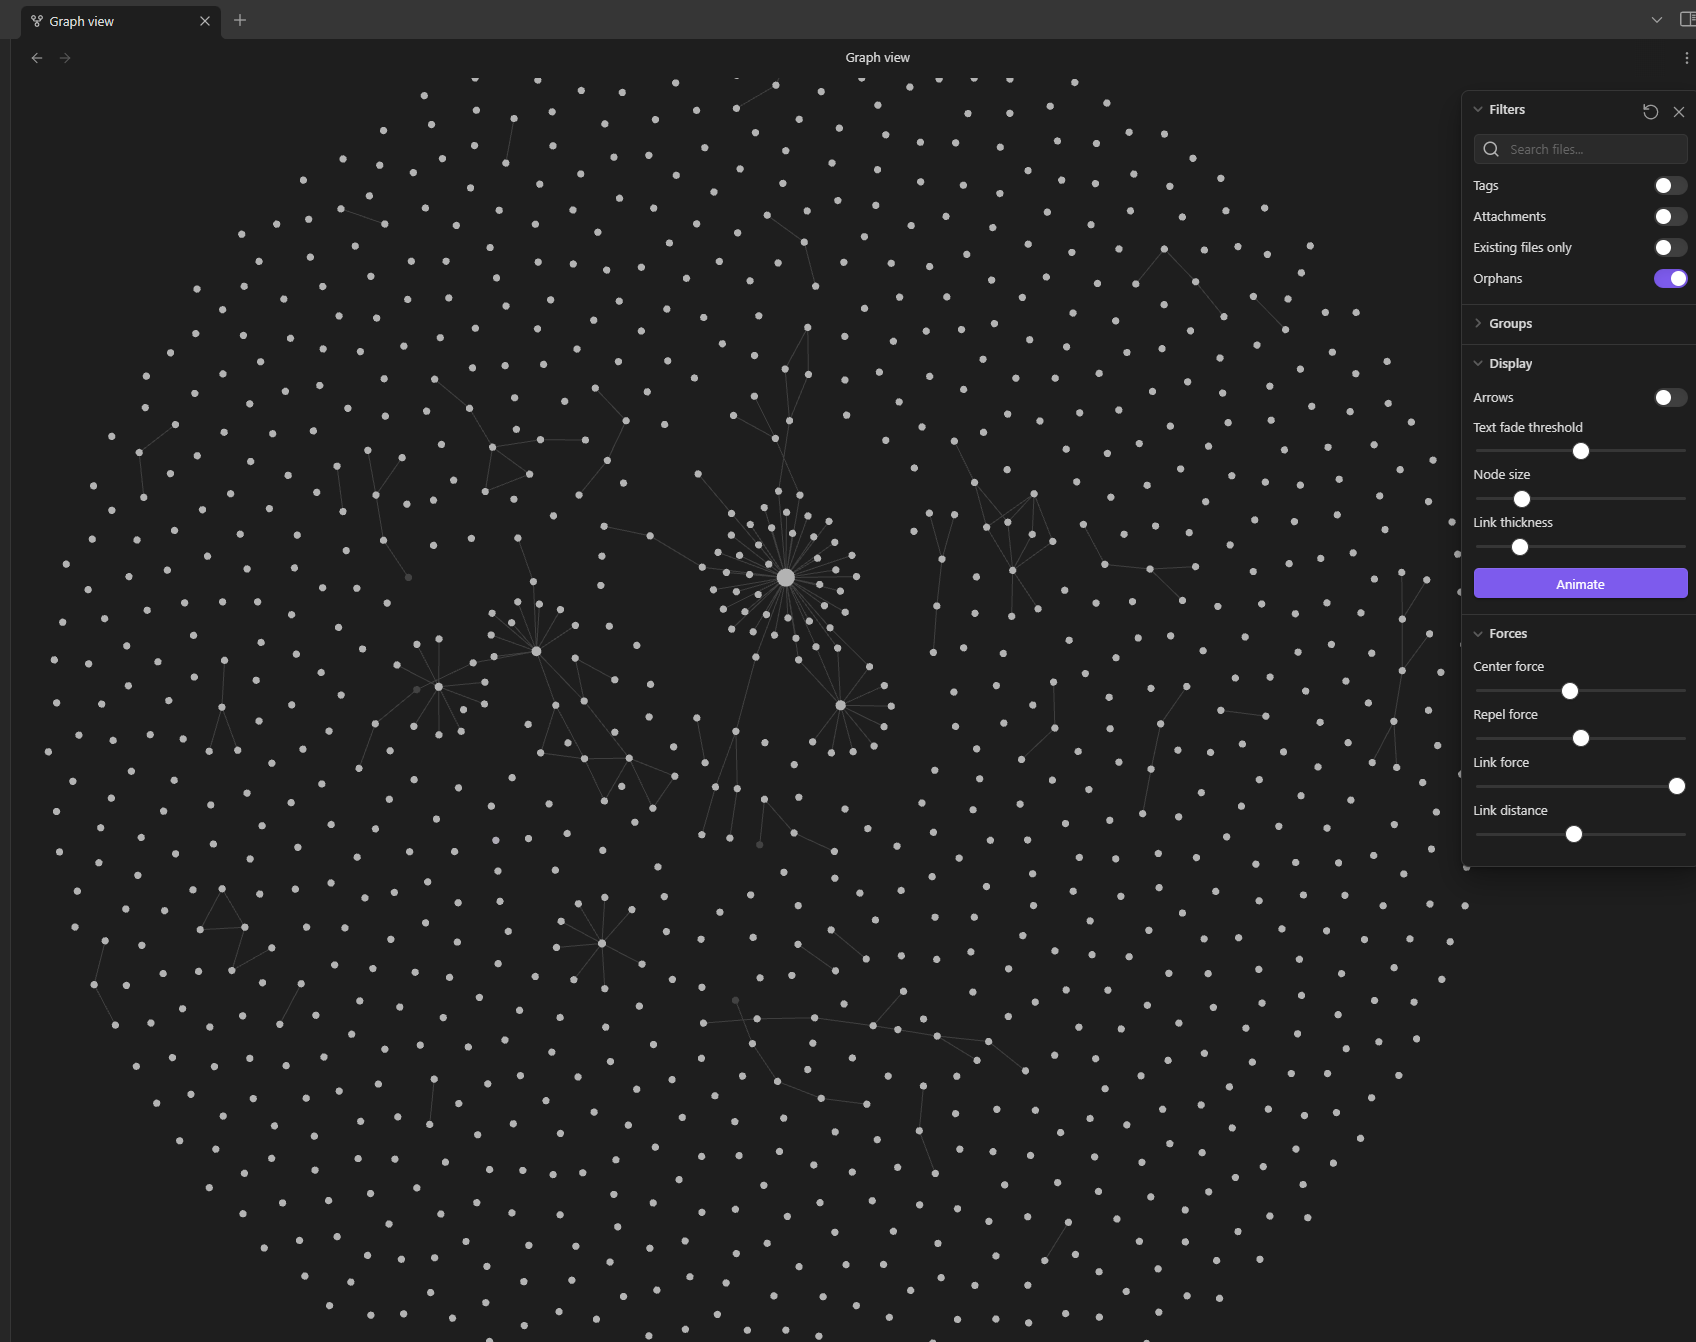 Graph view
Graph view
Filters
Search files...
Tags
Attachments
Existing files only
Orphans
Groups
Display
Arrows
Text fade threshold
Node size
Link thickness
Animate
Forces
Center force
Repel force
Link force
Link distance